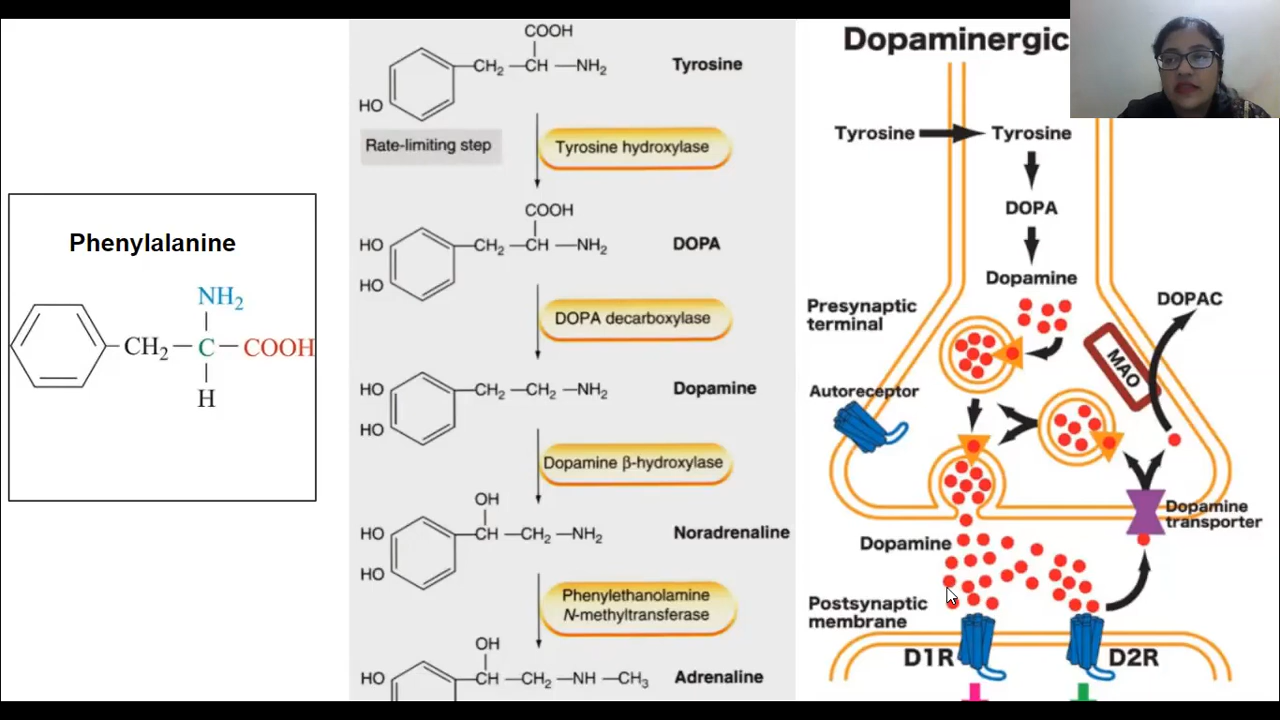 Phenylalanine
NH2
CH2 — C — COOH
H
COOH
CH2 — CH — NH2
HO
Tyrosine
Rate-limiting step
Tyrosine hydroxylase
COOH
HO
CH2 — CH — NH2
HO
DOPA
DOPA decarboxylase
HO
CH2 — CH2 — NH2
HO
Dopamine
Dopamine β-hydroxylase
OH
HO
CH — CH2 — NH2
HO
Noradrenaline
Phenylethanolamine
N-methyltransferase
OH
HO
CH — CH2 — NH — CH3
Adrenaline
Dopaminergic
Tyrosine
Tyrosine
DOPA
Dopamine
Presynaptic
terminal
DOPAC
MAO
Autoreceptor
Dopamine
transporter
Dopamine
Postsynaptic
membrane
D1R
D2R